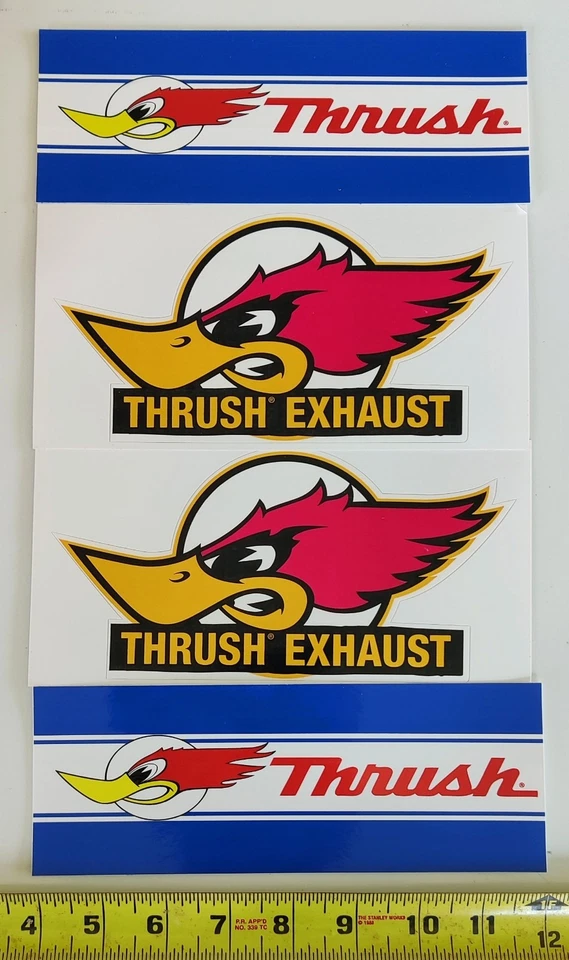 Thrush®
THRUSH® EXHAUST
THRUSH® EXHAUST
Thrush®
4 5 6 7 P.R. APP'D NO. 339 TC 8 9 THE STANLEY WORKS 10 11 1F 12